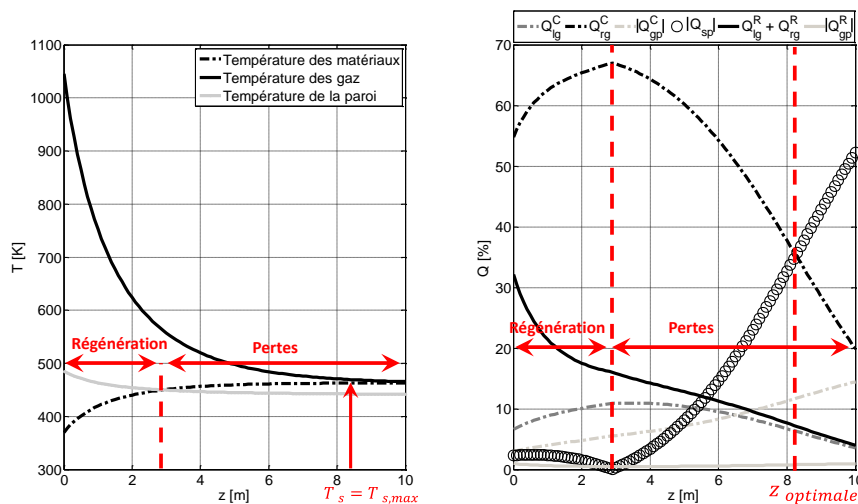 Q_lg^C Q_rg^C |Q_gp^C| |Q_sp| Q_lg^R + Q_rg^R |Q_gp^R|
1100
1000
900
800
700
600
500
400
300
T [K]
Température des matériaux
Température des gaz
Température de la paroi
Régénération
Pertes
0 2 4 6 8 10
z [m]
T_s = T_s,max
70
60
50
40
30
20
10
0
Q [%]
Régénération
Pertes
0 2 4 6 8 10
z [m]
Z optimale